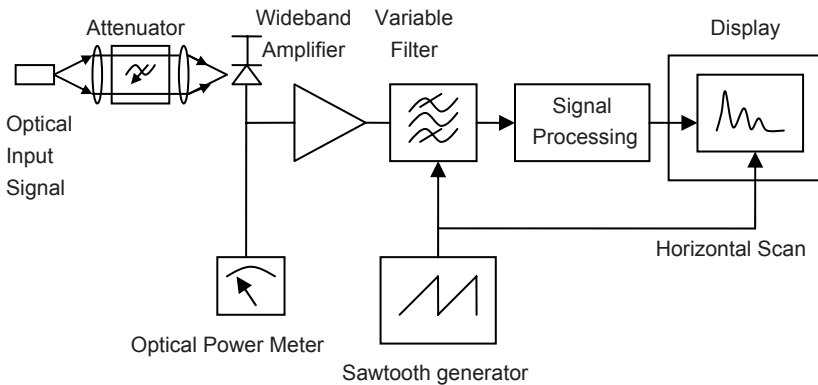 Attenuator
Wideband
Amplifier
Variable
Filter
Display
Optical
Input
Signal
Signal
Processing
Horizontal Scan
Optical Power Meter
Sawtooth generator